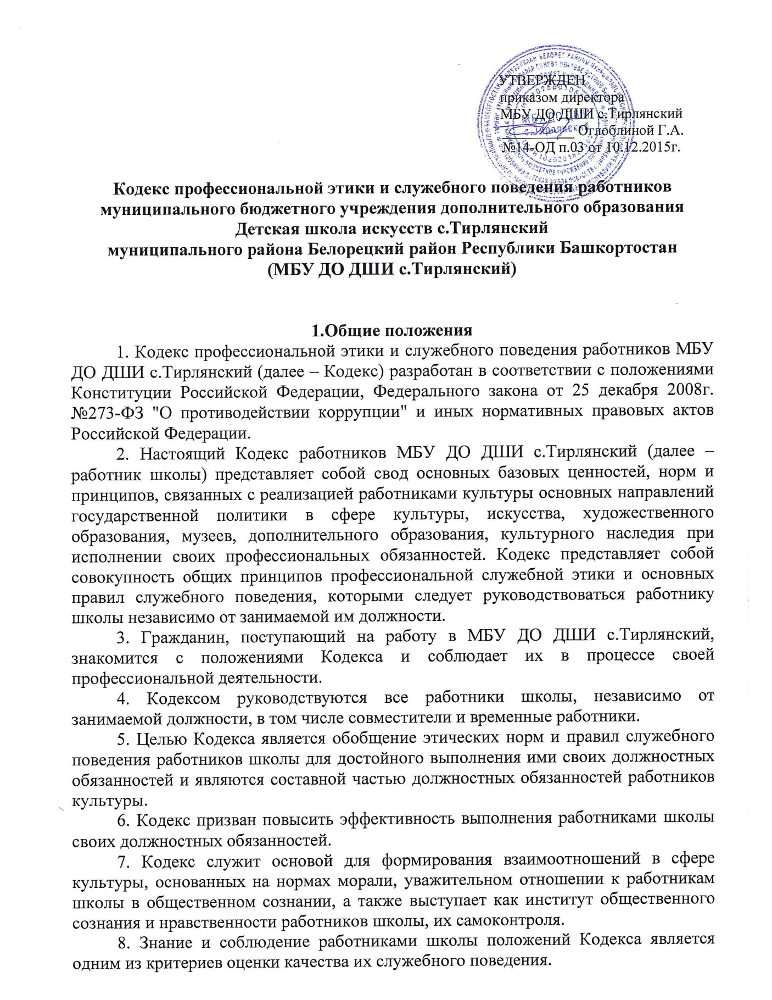 УТВЕРЖДЕН
приказом директора
МБУ ДО ДШИ с.Тирлянский
__________ Оглоблиной Г.А.
№14-ОД п.03 от 10.12.2015г.
МБУ ДО ДШИ
с.Тирлянский
Кодекс профессиональной этики и служебного поведения работников
муниципального бюджетного учреждения дополнительного образования
Детская школа искусств с.Тирлянский
муниципального района Белорецкий район Республики Башкортостан
(МБУ ДО ДШИ с.Тирлянский)
1.Общие положения
1. Кодекс профессиональной этики и служебного поведения работников МБУ
ДО ДШИ с.Тирлянский (далее – Кодекс) разработан в соответствии с положениями
Конституции Российской Федерации, Федерального закона от 25 декабря 2008г.
№273-ФЗ "О противодействии коррупции" и иных нормативных правовых актов
Российской Федерации.
2. Настоящий Кодекс работников МБУ ДО ДШИ с.Тирлянский (далее –
работник школы) представляет собой свод основных базовых ценностей, норм и
принципов, связанных с реализацией работниками культуры основных направлений
государственной политики в сфере культуры, искусства, художественного
образования, музеев, дополнительного образования, культурного наследия при
исполнении своих профессиональных обязанностей. Кодекс представляет собой
совокупность общих принципов профессиональной служебной этики и основных
правил служебного поведения, которыми следует руководствоваться работнику
школы независимо от занимаемой им должности.
3. Гражданин, поступающий на работу в МБУ ДО ДШИ с.Тирлянский,
знакомится с положениями Кодекса и соблюдает их в процессе своей
профессиональной деятельности.
4. Кодексом руководствуются все работники школы, независимо от
занимаемой должности, в том числе совместители и временные работники.
5. Целью Кодекса является обобщение этических норм и правил служебного
поведения работников школы для достойного выполнения ими своих должностных
обязанностей и являются составной частью должностных обязанностей работников
культуры.
6. Кодекс призван повысить эффективность выполнения работниками школы
своих должностных обязанностей.
7. Кодекс служит основой для формирования взаимоотношений в сфере
культуры, основанных на нормах морали, уважительном отношении к работникам
школы в общественном сознании, а также выступает как институт общественного
сознания и нравственности работников школы, их самоконтроля.
8. Знание и соблюдение работниками школы положений Кодекса является
одним из критериев оценки качества их служебного поведения.